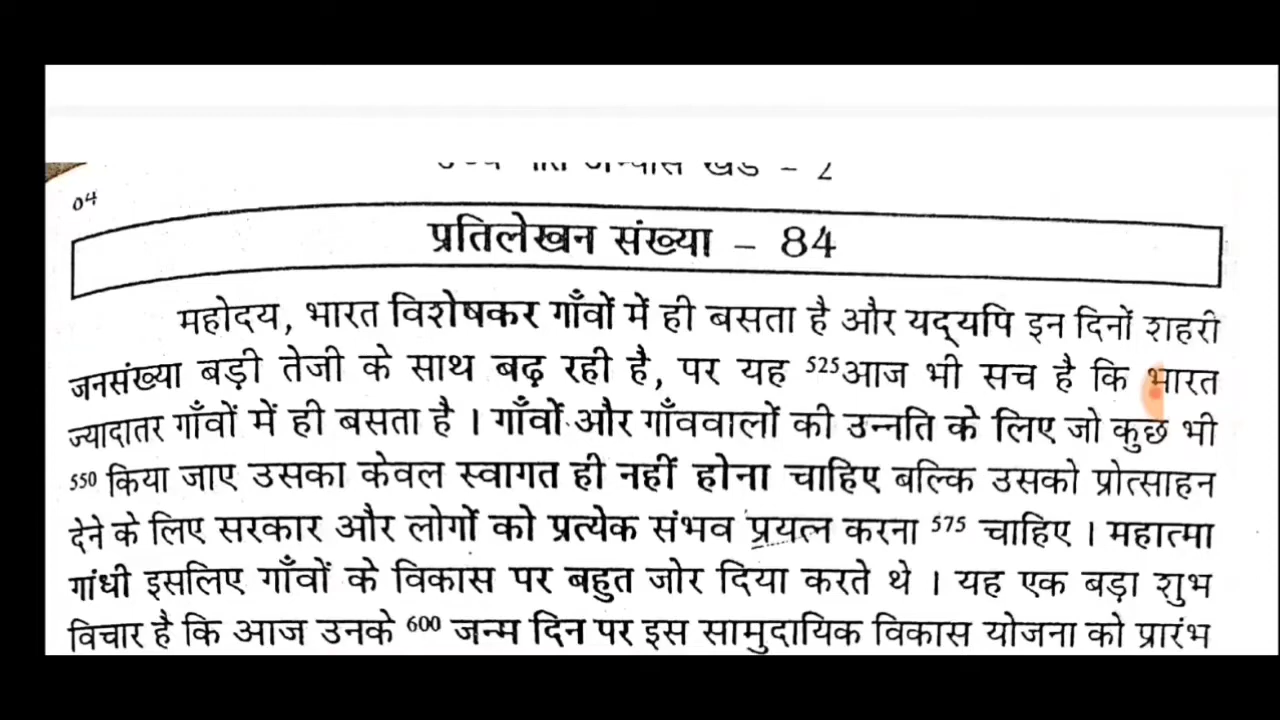 खंड - 2
04
प्रतिलेखन संख्या - 84
महोदय, भारत विशेषकर गाँवों में ही बसता है और यद्यपि इन दिनों शहरी
जनसंख्या बड़ी तेजी के साथ बढ़ रही है, पर यह 525 आज भी सच है कि भारत
ज्यादातर गाँवों में ही बसता है । गाँवों और गाँववालों की उन्नति के लिए जो कुछ भी
550 किया जाए उसका केवल स्वागत ही नहीं होना चाहिए बल्कि उसको प्रोत्साहन
देने के लिए सरकार और लोगों को प्रत्येक संभव प्रयत्न करना 575 चाहिए । महात्मा
गांधी इसलिए गाँवों के विकास पर बहुत जोर दिया करते थे । यह एक बड़ा शुभ
विचार है कि आज उनके 600 जन्म दिन पर इस सामुदायिक विकास योजना को प्रारंभ